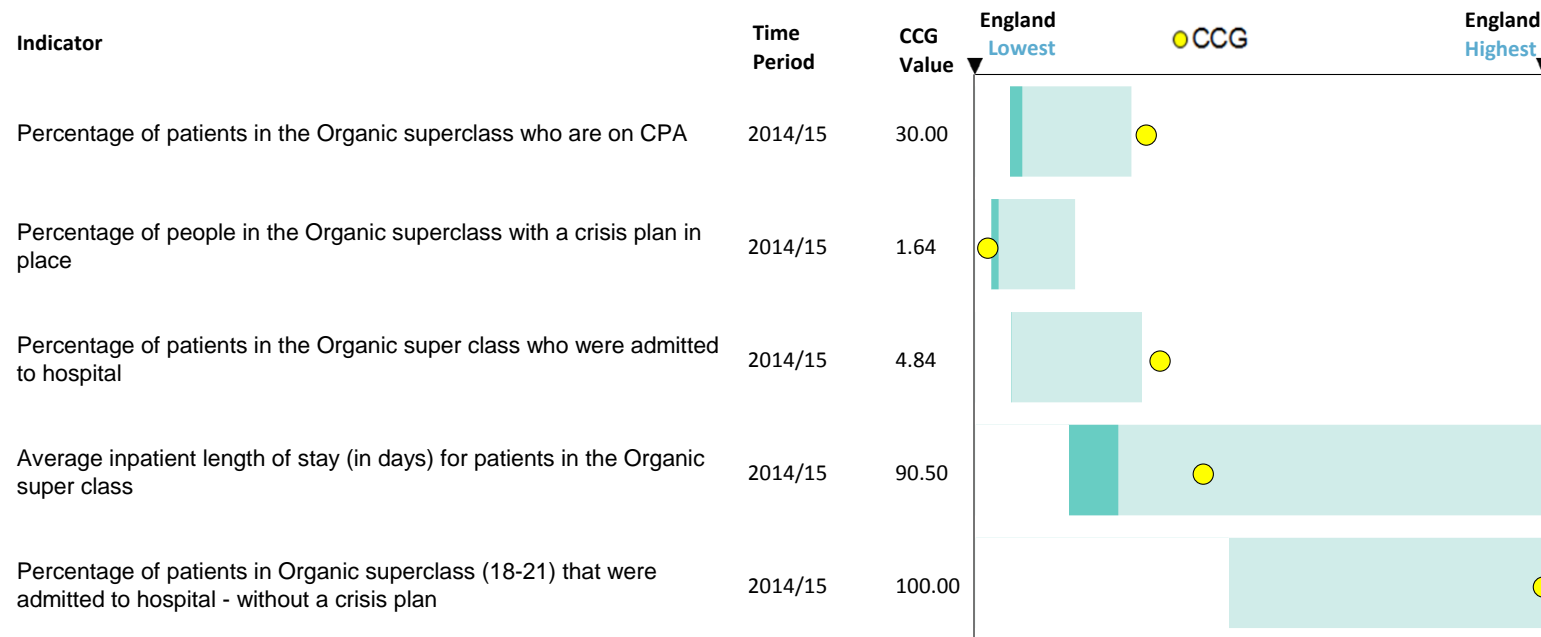 Indicator
Time
Period
CCG
Value
England
Lowest
CCG
England
Highest
Percentage of patients in the Organic superclass who are on CPA
2014/15
30.00
Percentage of people in the Organic superclass with a crisis plan in
place
2014/15
1.64
Percentage of patients in the Organic super class who were admitted
to hospital
2014/15
4.84
Average inpatient length of stay (in days) for patients in the Organic
super class
2014/15
90.50
Percentage of patients in Organic superclass (18-21) that were
admitted to hospital - without a crisis plan
2014/15
100.00